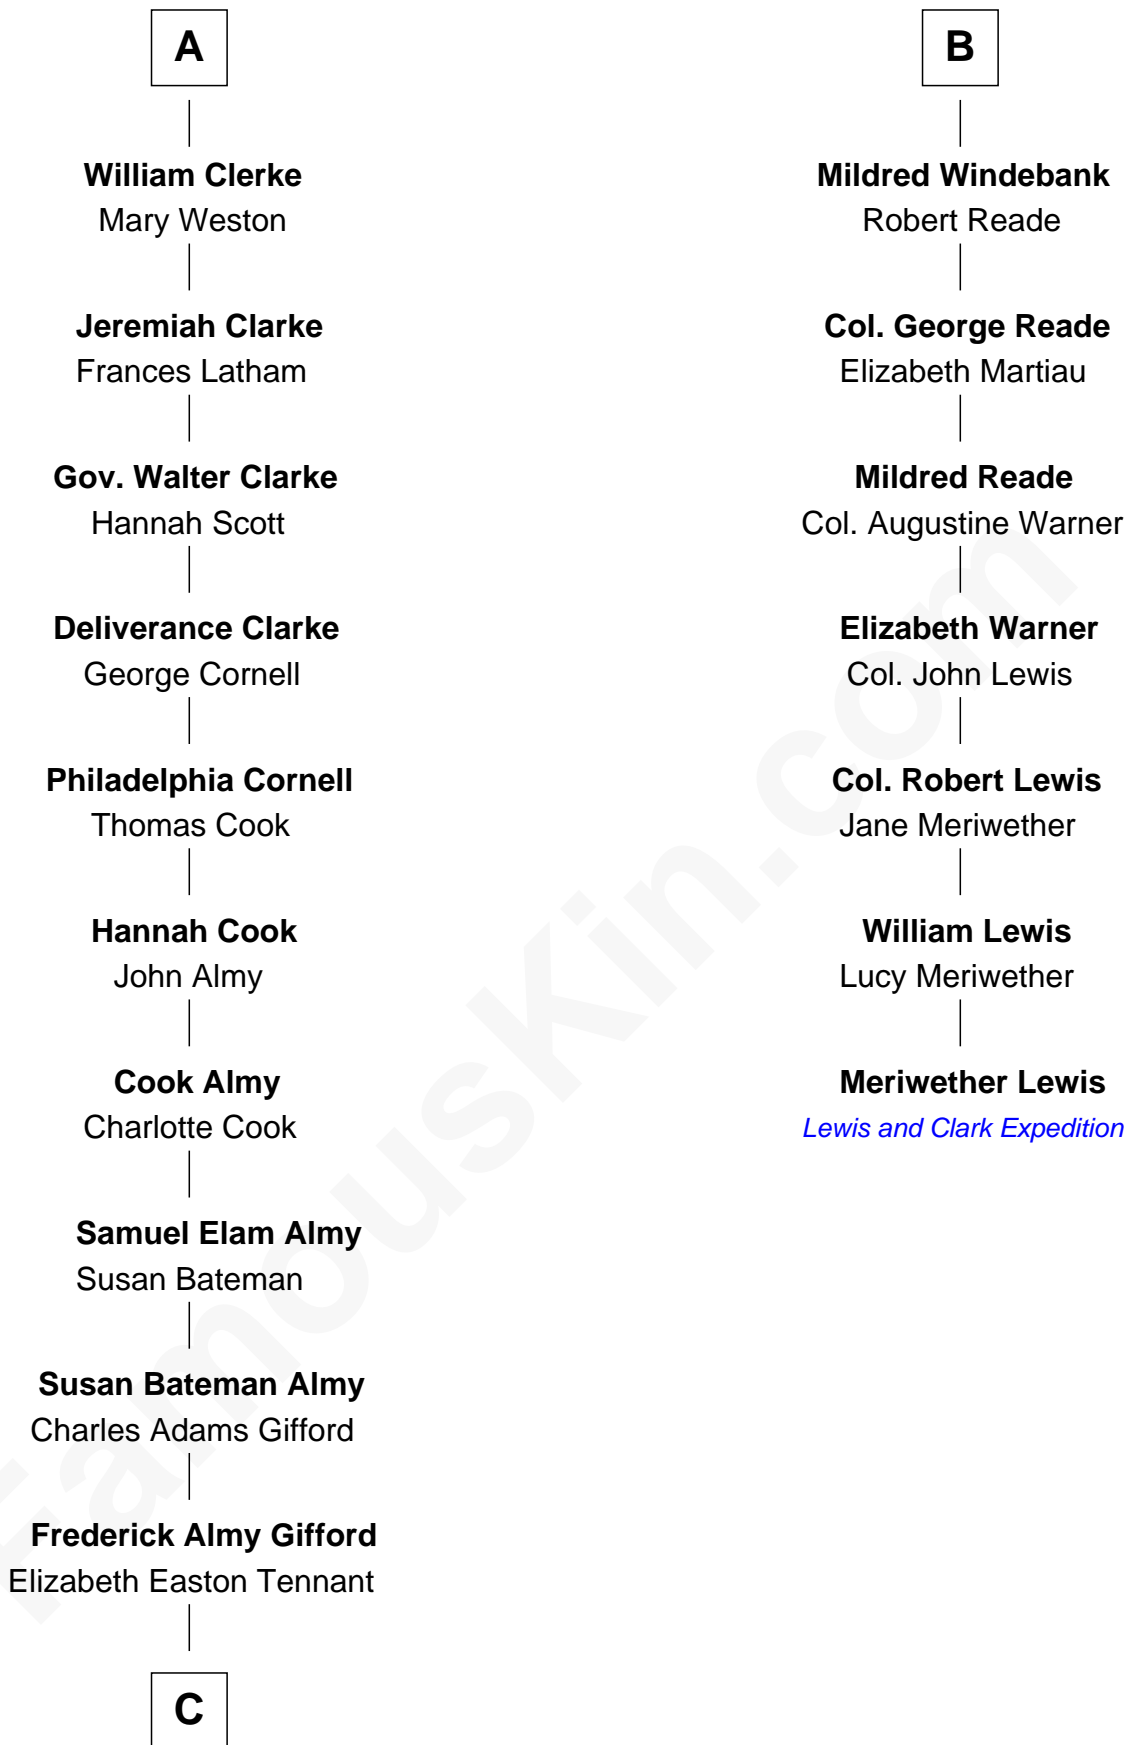 A
William Clerke
Mary Weston
Jeremiah Clarke
Frances Latham
Gov. Walter Clarke
Hannah Scott
Deliverance Clarke
George Cornell
Philadelphia Cornell
Thomas Cook
Hannah Cook
John Almy
Cook Almy
Charlotte Cook
Samuel Elam Almy
Susan Bateman
Susan Bateman Almy
Charles Adams Gifford
Frederick Almy Gifford
Elizabeth Easton Tennant
C
B
Mildred Windebank
Robert Reade
Col. George Reade
Elizabeth Martiau
Mildred Reade
Col. Augustine Warner
Elizabeth Warner
Col. John Lewis
Col. Robert Lewis
Jane Meriwether
William Lewis
Lucy Meriwether
Meriwether Lewis
Lewis and Clark Expedition
FamousKin.com